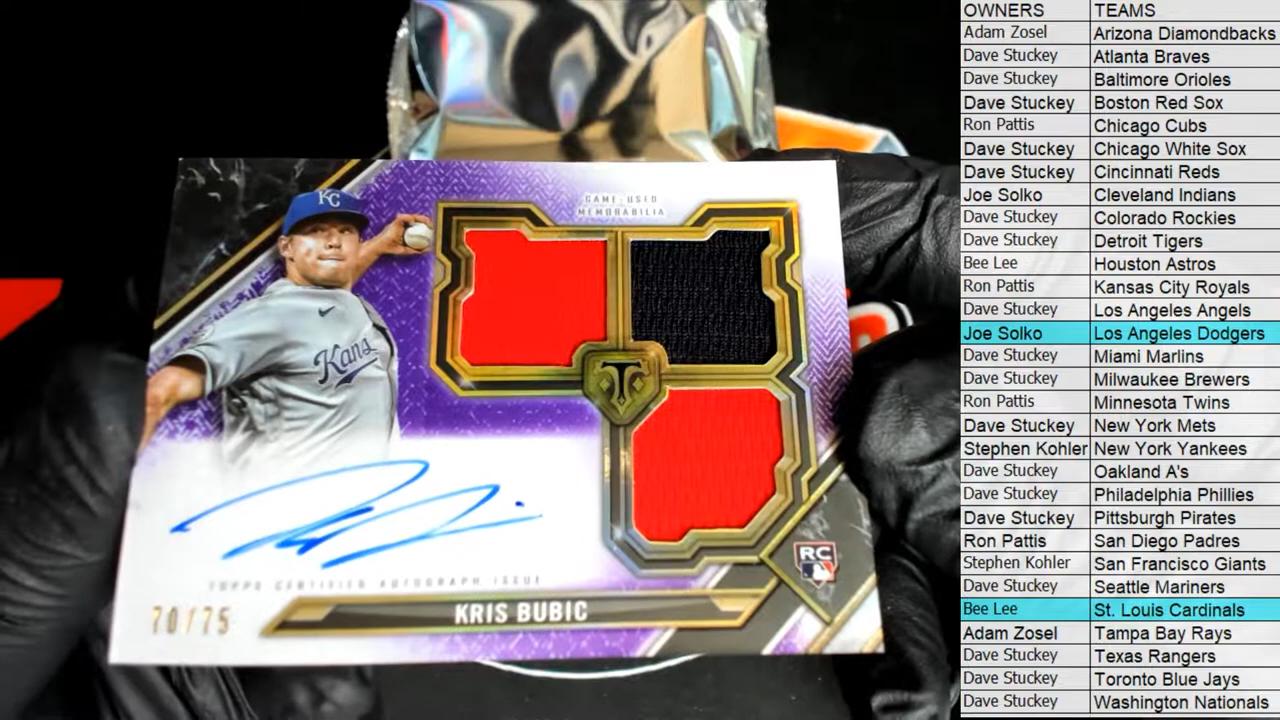 KC
Kans
GAME-USED
MEMORABILIA
T
RC
TOPPS CERTIFIED AUTOGRAPH ISSUE
70/75
KRIS BUBIC
OWNERS TEAMS
Adam Zosel Arizona Diamondbacks
Dave Stuckey Atlanta Braves
Dave Stuckey Baltimore Orioles
Dave Stuckey Boston Red Sox
Ron Pattis Chicago Cubs
Dave Stuckey Chicago White Sox
Dave Stuckey Cincinnati Reds
Joe Solko Cleveland Indians
Dave Stuckey Colorado Rockies
Dave Stuckey Detroit Tigers
Bee Lee Houston Astros
Ron Pattis Kansas City Royals
Dave Stuckey Los Angeles Angels
Joe Solko Los Angeles Dodgers
Dave Stuckey Miami Marlins
Dave Stuckey Milwaukee Brewers
Ron Pattis Minnesota Twins
Dave Stuckey New York Mets
Stephen Kohler New York Yankees
Dave Stuckey Oakland A's
Dave Stuckey Philadelphia Phillies
Dave Stuckey Pittsburgh Pirates
Ron Pattis San Diego Padres
Stephen Kohler San Francisco Giants
Dave Stuckey Seattle Mariners
Bee Lee St. Louis Cardinals
Adam Zosel Tampa Bay Rays
Dave Stuckey Texas Rangers
Dave Stuckey Toronto Blue Jays
Dave Stuckey Washington Nationals